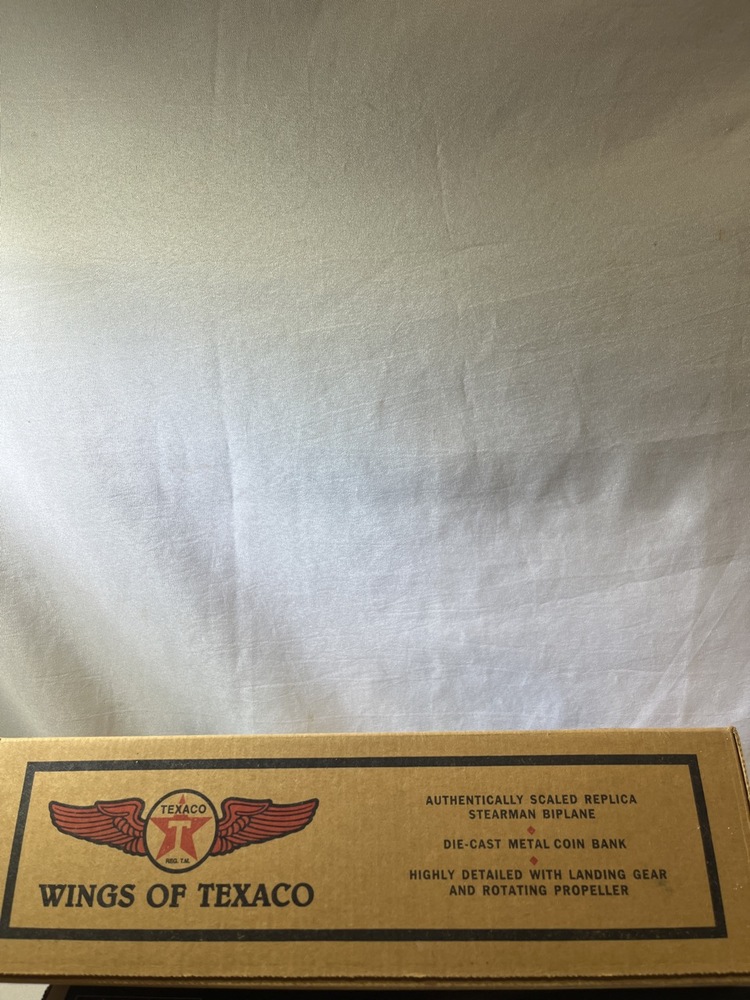 TEXACO
T
REG. T.M.
WINGS OF TEXACO
AUTHENTICALLY SCALED REPLICA
STEARMAN BIPLANE
DIE-CAST METAL COIN BANK
HIGHLY DETAILED WITH LANDING GEAR
AND ROTATING PROPELLER